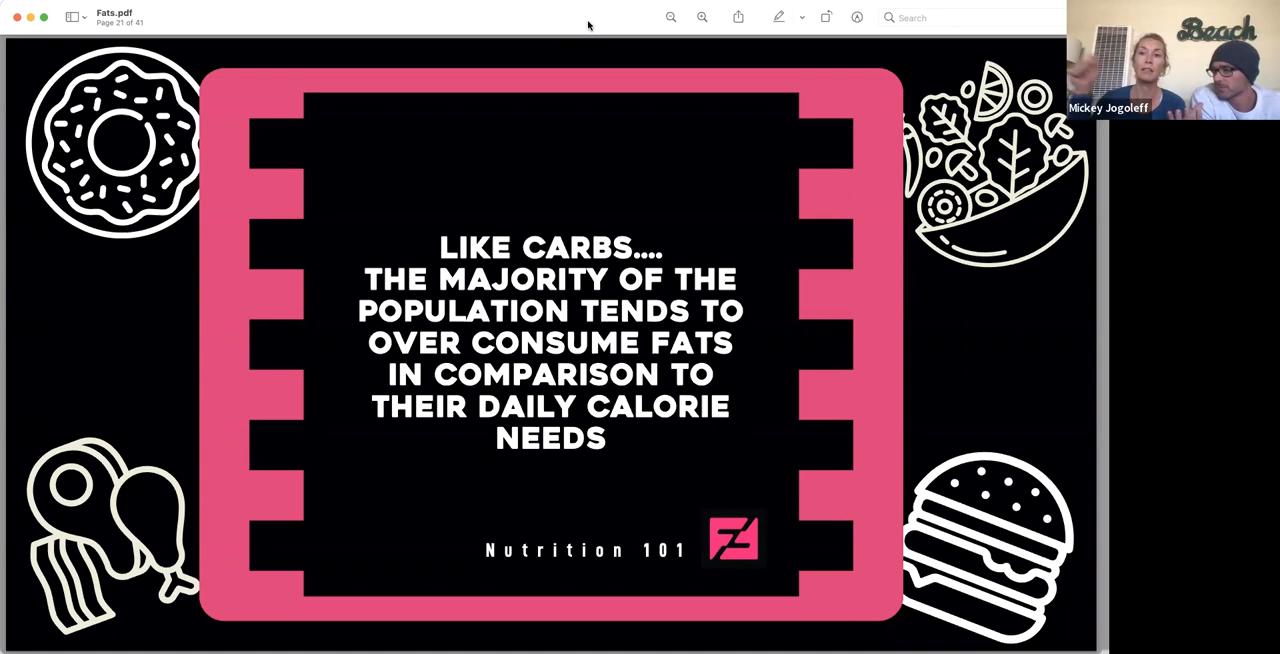 Fats.pdf
Page 21 of 41
Search
Beach
Mickey Jogoleff
LIKE CARBS....
THE MAJORITY OF THE
POPULATION TENDS TO
OVER CONSUME FATS
IN COMPARISON TO
THEIR DAILY CALORIE
NEEDS
Nutrition 101